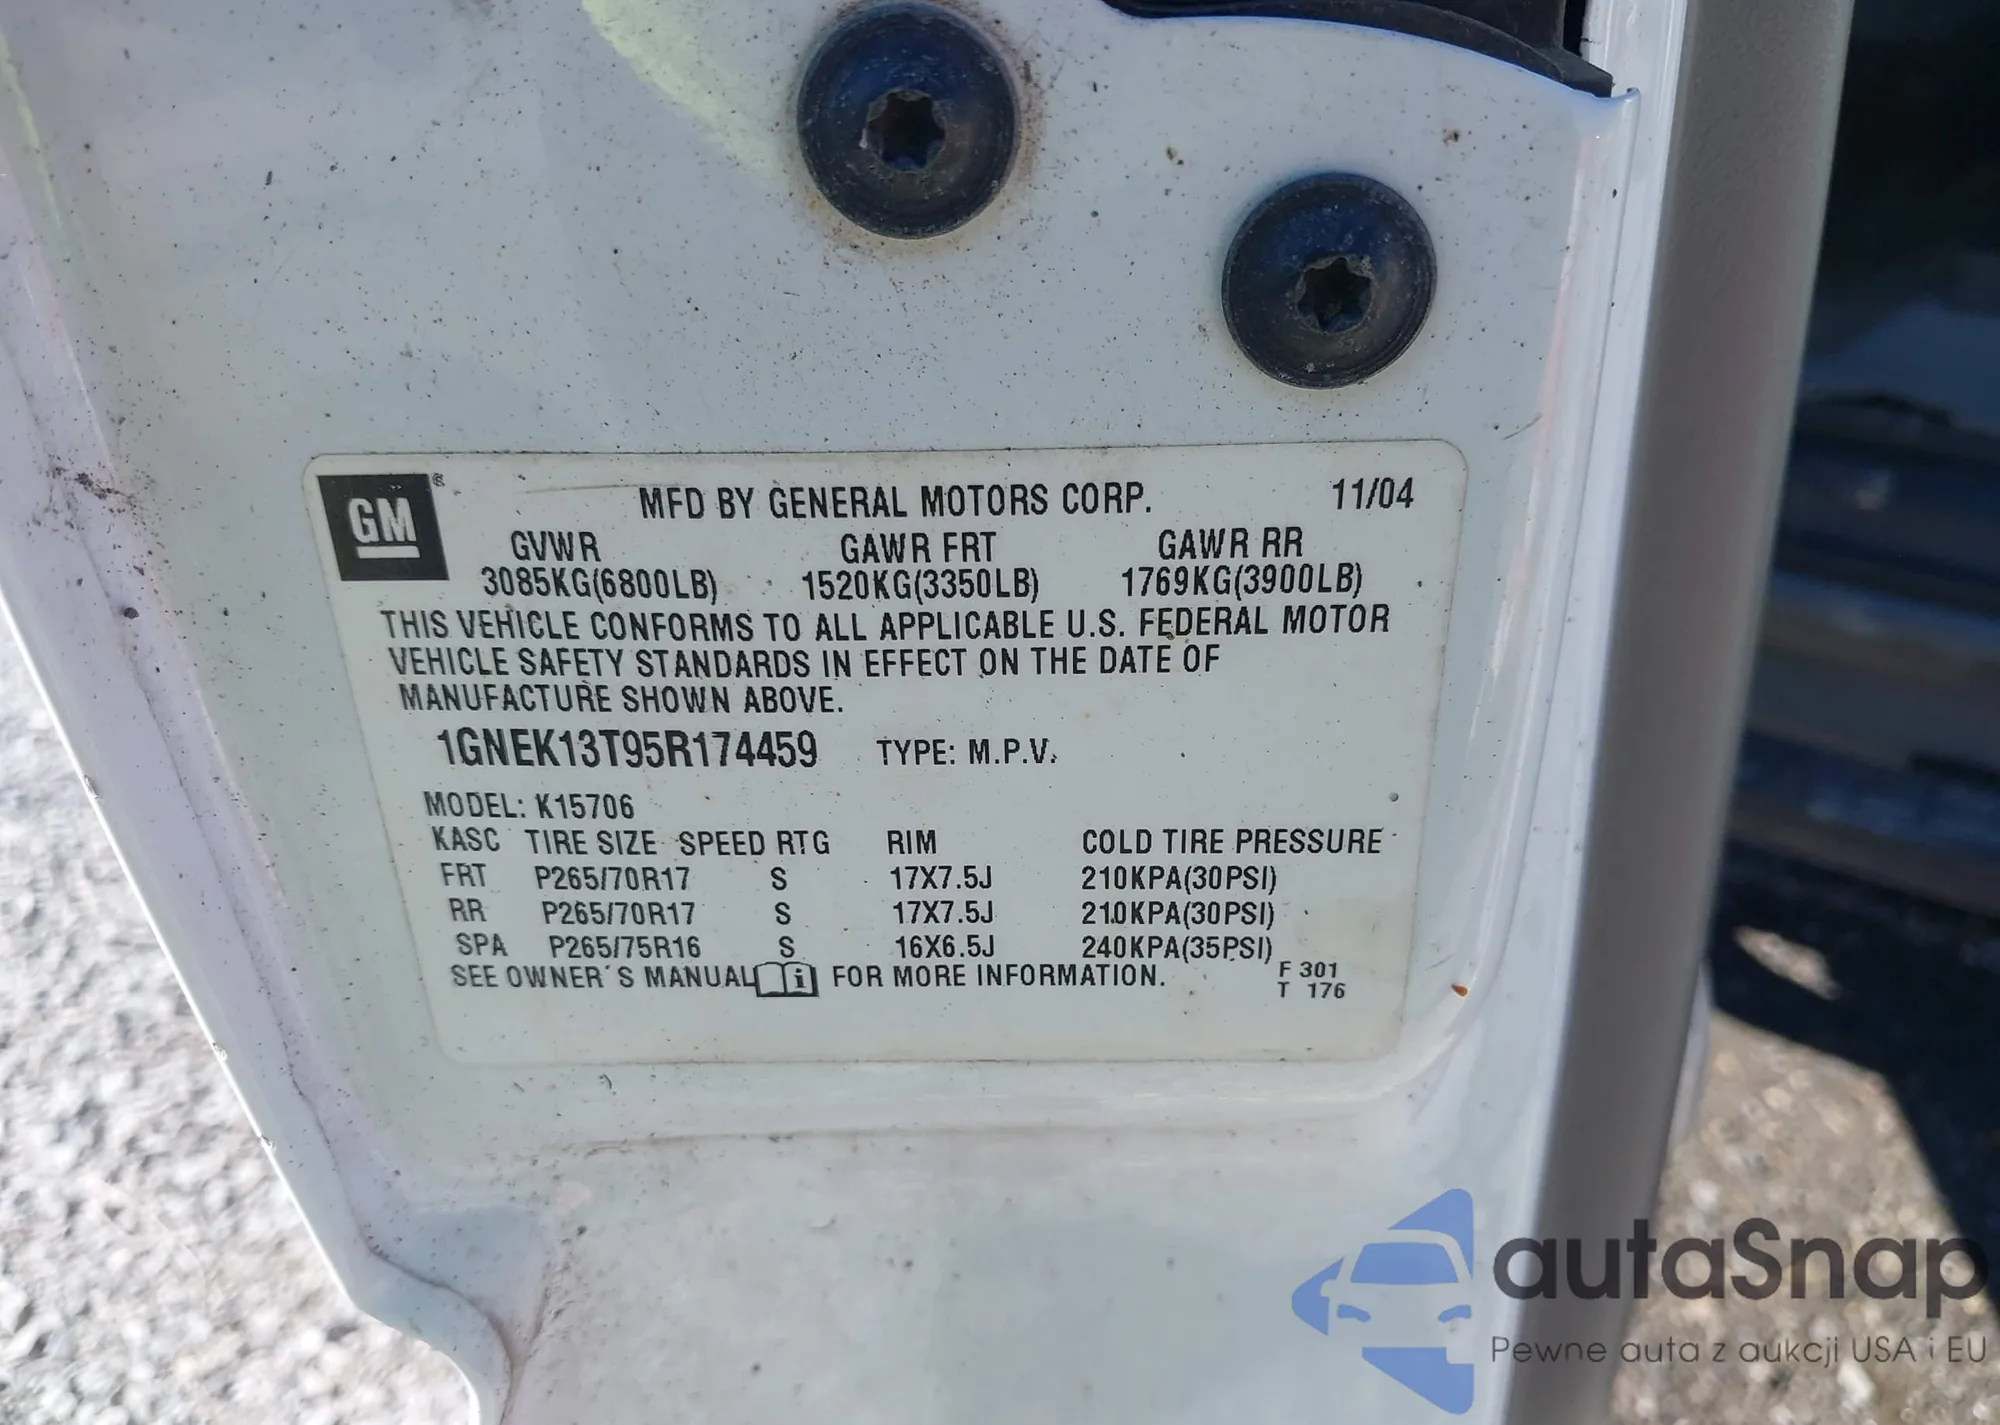 GM®
MFD BY GENERAL MOTORS CORP. 11/04
GVWR GAWR FRT GAWR RR
3085KG(6800LB) 1520KG(3350LB) 1769KG(3900LB)
THIS VEHICLE CONFORMS TO ALL APPLICABLE U.S. FEDERAL MOTOR
VEHICLE SAFETY STANDARDS IN EFFECT ON THE DATE OF
MANUFACTURE SHOWN ABOVE.
1GNEK13T95R174459 TYPE: M.P.V.
MODEL: K15706
KASC TIRE SIZE SPEED RTG RIM COLD TIRE PRESSURE
FRT P265/70R17 S 17X7.5J 210KPA(30PSI)
RR P265/70R17 S 17X7.5J 210KPA(30PSI)
SPA P265/75R16 S 16X6.5J 240KPA(35PSI)
SEE OWNER'S MANUAL i FOR MORE INFORMATION.
F 301
T 176
autaSnap
Pewne auta z aukcji USA i EU